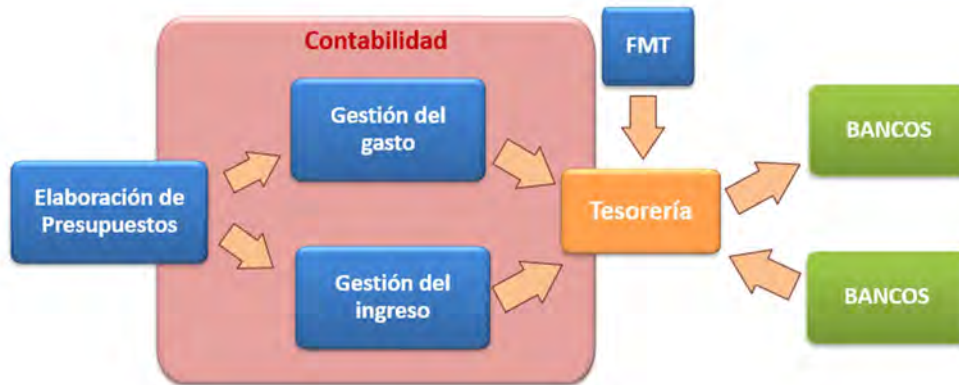 Contabilidad
FMT
Gestión del
gasto
BANCOS
Elaboración de
Presupuestos
Tesorería
Gestión del
ingreso
BANCOS